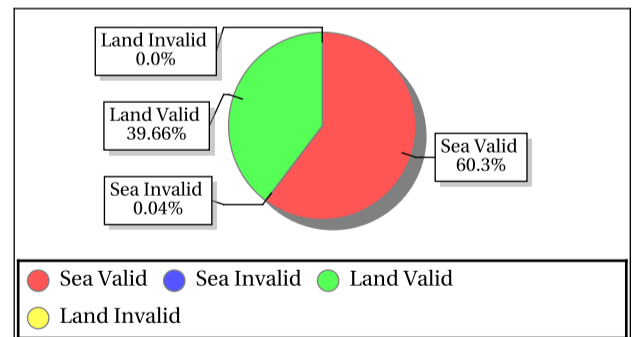 Land Invalid
0.0%
Land Valid
39.66%
Sea Invalid
0.04%
Sea Valid
60.3%
Sea Valid Sea Invalid Land Valid
Land Invalid